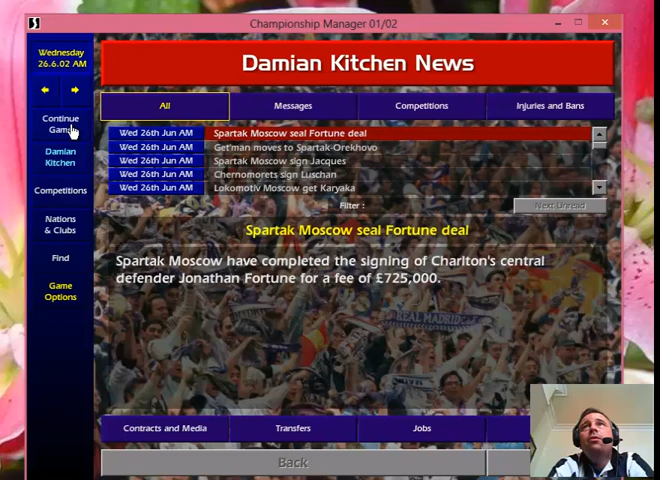 Championship Manager 01/02
Wednesday
26.6.02 AM
Continue
Game
Damian
Kitchen
Competitions
Nations
& Clubs
Find
Game
Options
Damian Kitchen News
All Messages Competitions Injuries and Bans
Wed 26th Jun AM Spartak Moscow seal Fortune deal
Wed 26th Jun AM Get'man moves to Spartak-Orekhovo
Wed 26th Jun AM Spartak Moscow sign Jacques
Wed 26th Jun AM Chernomorets sign Luschan
Wed 26th Jun AM Lokomotiv Moscow get Karyaka
Filter : Next Unread
Spartak Moscow seal Fortune deal
Spartak Moscow have completed the signing of Charlton's central
defender Jonathan Fortune for a fee of £725,000.
REAL MADRID
Contracts and Media Transfers Jobs
Back